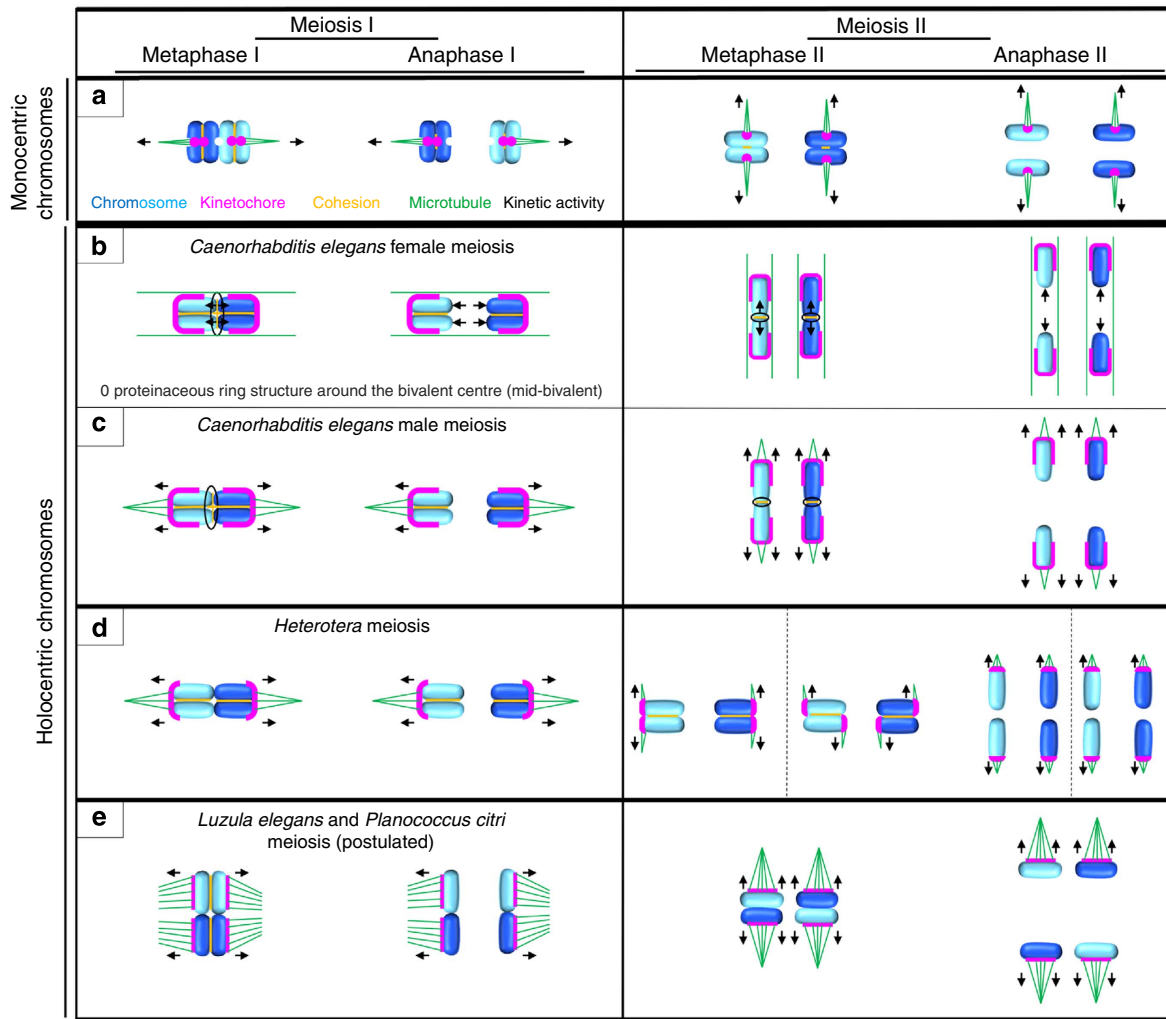 Meiosis I
Meiosis II
Metaphase I
Anaphase I
Metaphase II
Anaphase II
Monocentric
chromosomes
a
Chromosome Kinetochore Cohesion Microtubule Kinetic activity
Holocentric chromosomes
b
Caenorhabditis elegans female meiosis
0 proteinaceous ring structure around the bivalent centre (mid-bivalent)
c
Caenorhabditis elegans male meiosis
d
Heterotera meiosis
e
Luzula elegans and Planococcus citri
meiosis (postulated)